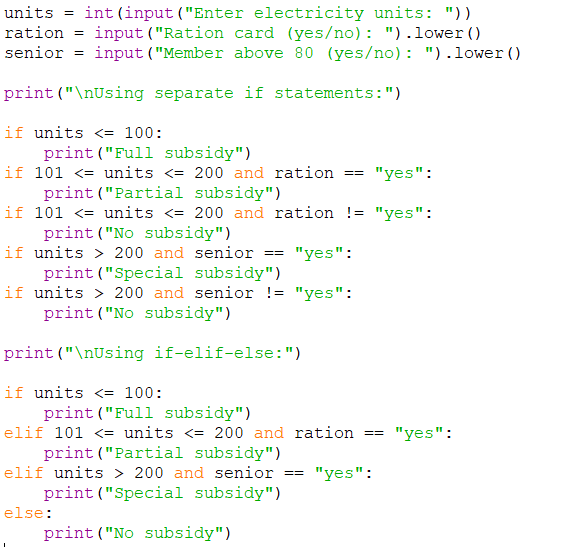 units = int(input("Enter electricity units: "))
ration = input("Ration card (yes/no): ").lower()
senior = input("Member above 80 (yes/no): ").lower()

print("\nUsing separate if statements:")

if units <= 100:
    print("Full subsidy")
if 101 <= units <= 200 and ration == "yes":
    print("Partial subsidy")
if 101 <= units <= 200 and ration != "yes":
    print("No subsidy")
if units > 200 and senior == "yes":
    print("Special subsidy")
if units > 200 and senior != "yes":
    print("No subsidy")

print("\nUsing if-elif-else:")

if units <= 100:
    print("Full subsidy")
elif 101 <= units <= 200 and ration == "yes":
    print("Partial subsidy")
elif units > 200 and senior == "yes":
    print("Special subsidy")
else:
    print("No subsidy")